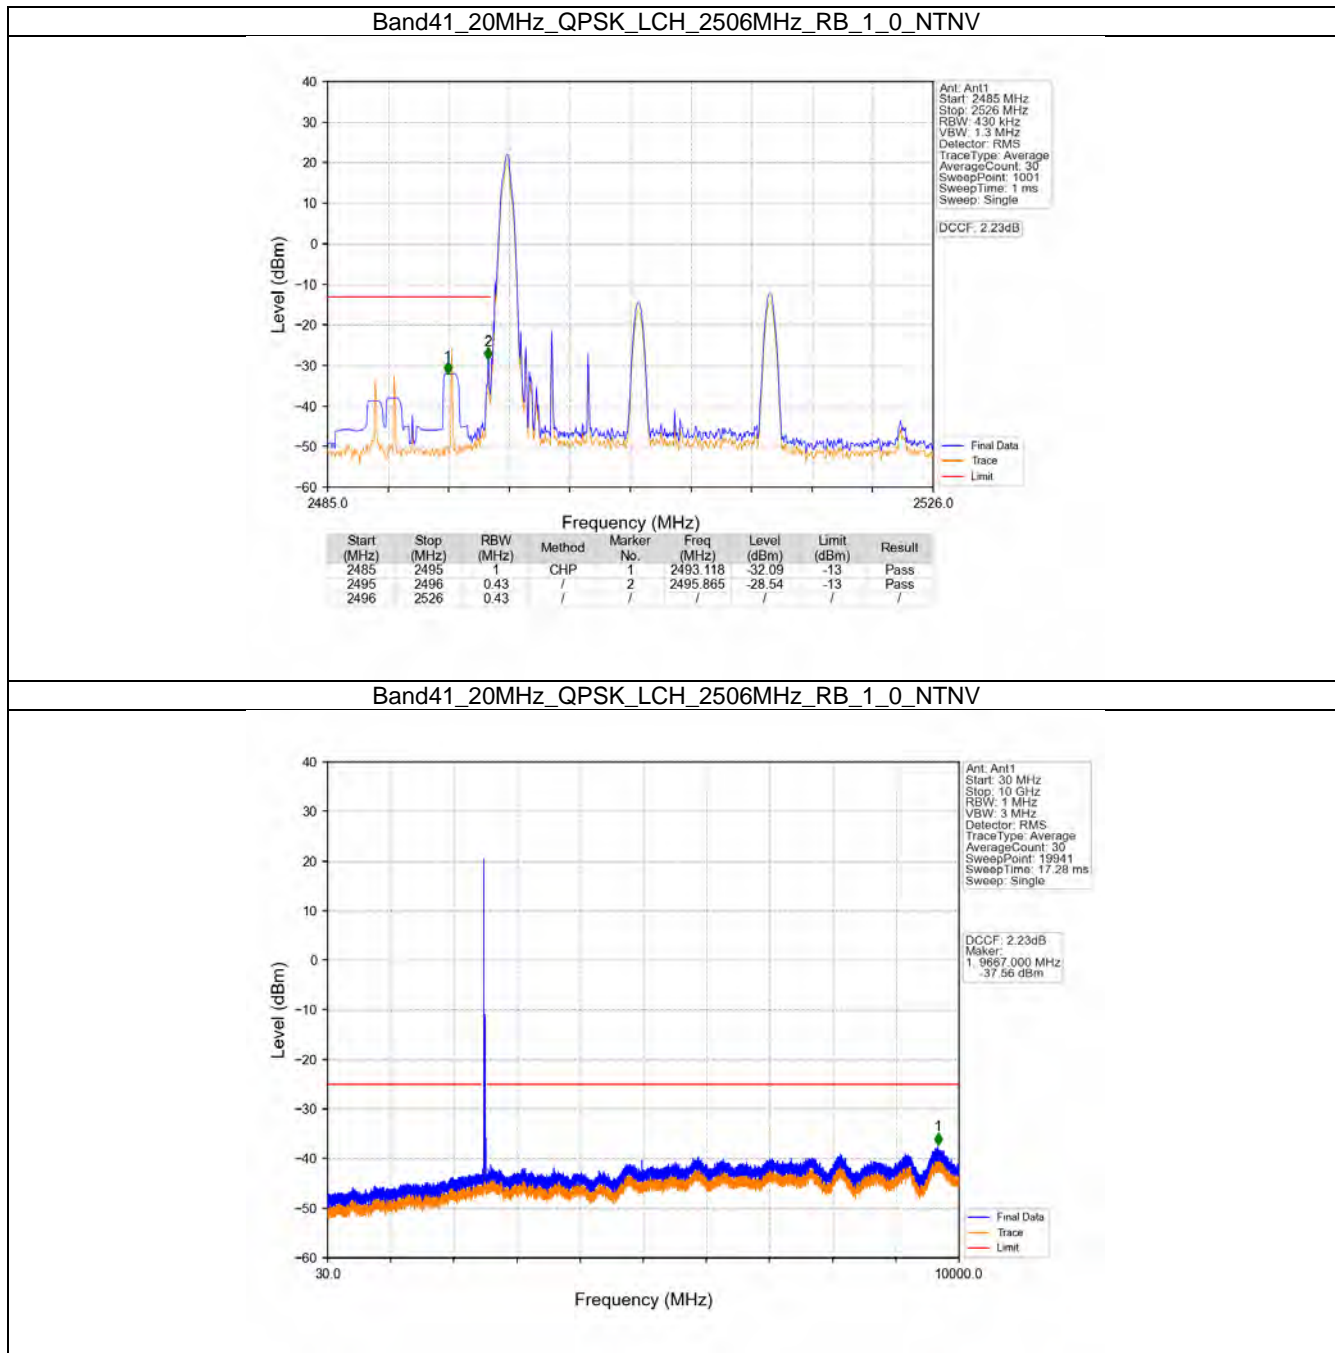 Band41_20MHz_QPSK_LCH_2506MHz_RB_1_0_NTNV
40
30
20
10
0
−10
−20
−30
−40
−50
−60
Level (dBm)
1
2
2485.0
2526.0
Frequency (MHz)
Ant: Ant1
Start: 2485 MHz
Stop: 2526 MHz
RBW: 430 kHz
VBW: 1.3 MHz
Detector: RMS
TraceType: Average
AverageCount: 30
SweepPoint: 1001
SweepTime: 1 ms
Sweep: Single
DCCF: 2.23dB
Final Data
Trace
Limit
Start (MHz) Stop (MHz) RBW (MHz) Method Marker No. Freq (MHz) Level (dBm) Limit (dBm) Result
2485 2495 1 CHP 1 2493.118 -32.09 -13 Pass
2495 2496 0.43 / 2 2495.865 -28.54 -13 Pass
2496 2526 0.43 / / / / / /
Band41_20MHz_QPSK_LCH_2506MHz_RB_1_0_NTNV
40
30
20
10
0
−10
−20
−30
−40
−50
−60
Level (dBm)
1
30.0
10000.0
Frequency (MHz)
Ant: Ant1
Start: 30 MHz
Stop: 10 GHz
RBW: 1 MHz
VBW: 3 MHz
Detector: RMS
TraceType: Average
AverageCount: 30
SweepPoint: 19941
SweepTime: 17.28 ms
Sweep: Single
DCCF: 2.23dB
Maker:
1. 9667.000 MHz
-37.56 dBm
Final Data
Trace
Limit